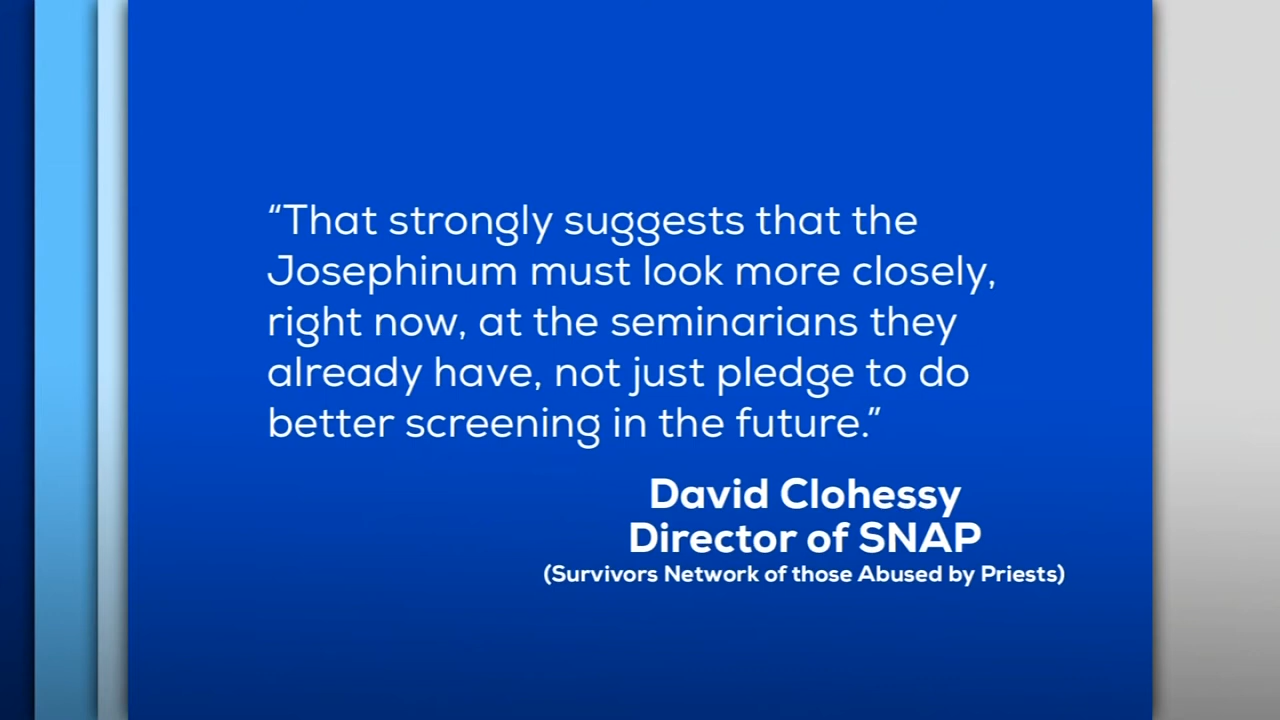 “That strongly suggests that the
Josephinum must look more closely,
right now, at the seminarians they
already have, not just pledge to do
better screening in the future.”
David Clohessy
Director of SNAP
(Survivors Network of those Abused by Priests)